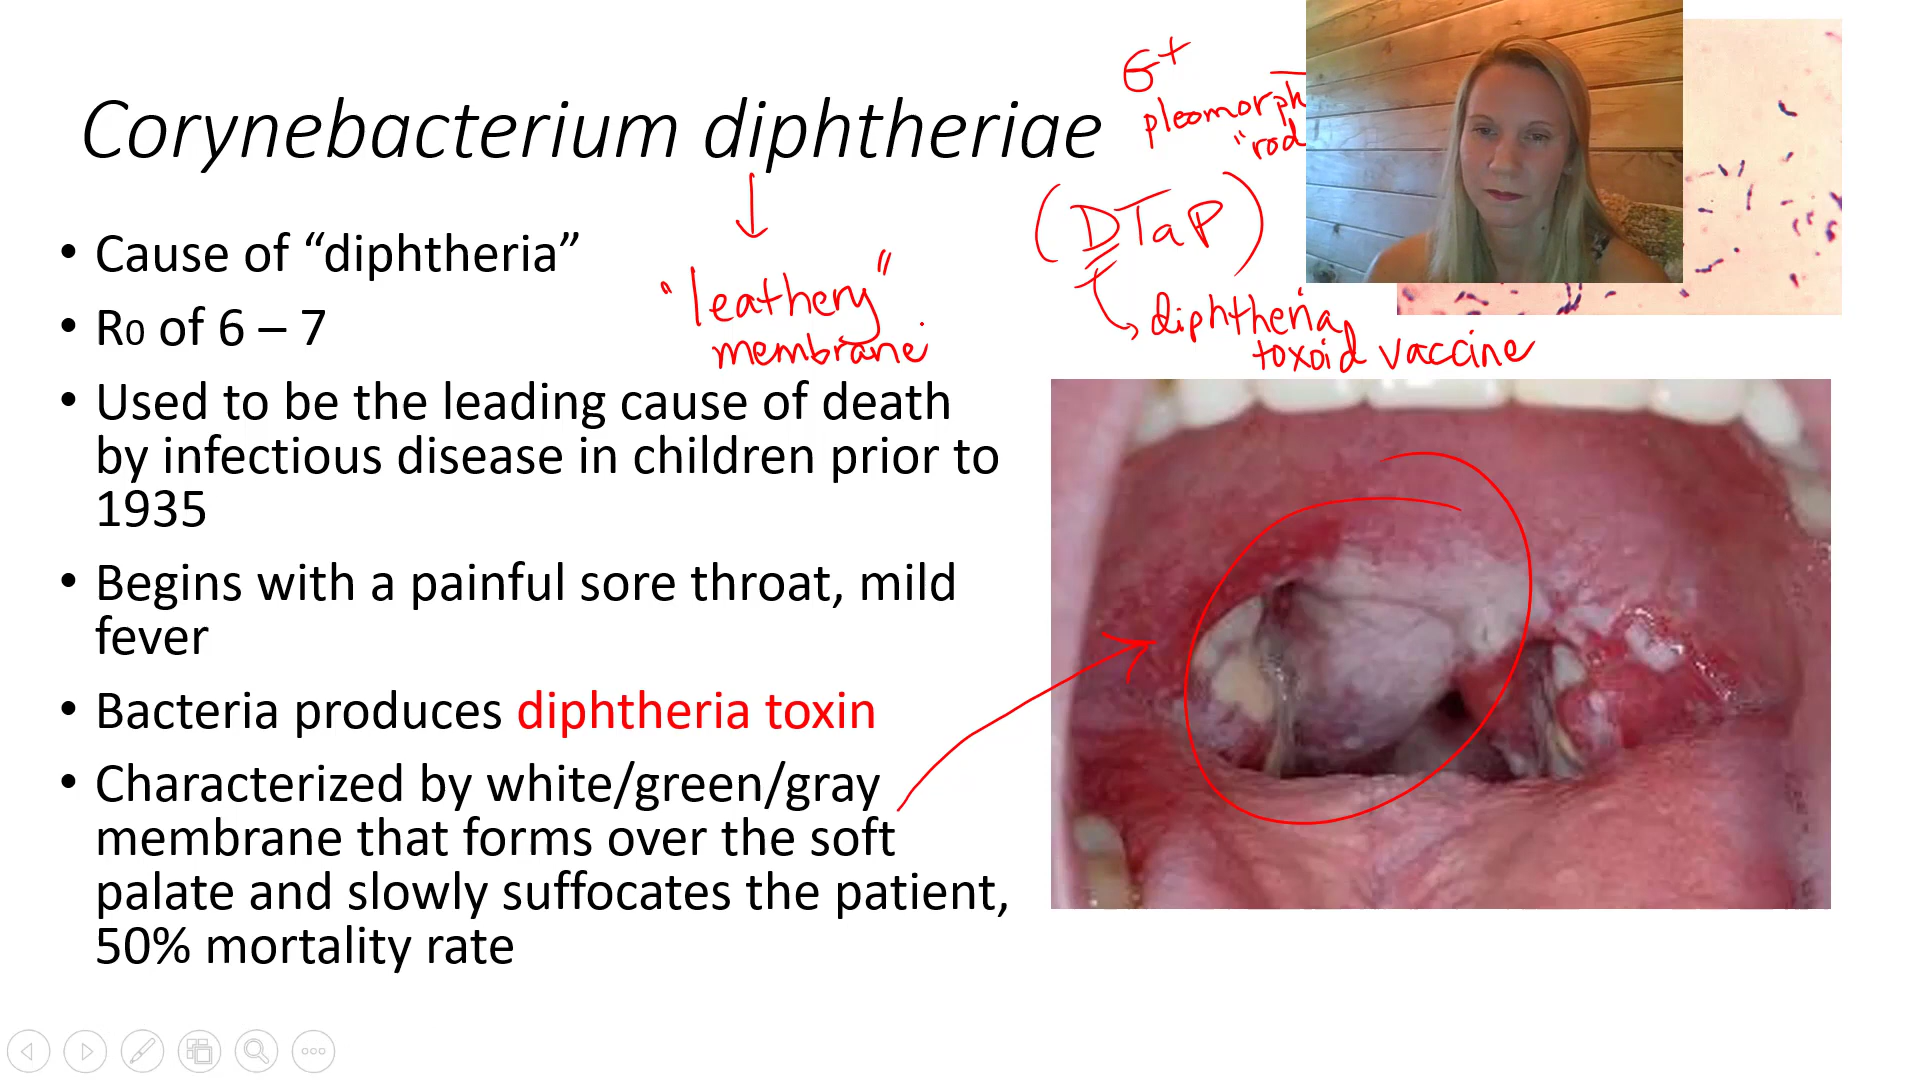 Corynebacterium diphtheriae
G+
pleomorph
"rod
(DTaP)
"leathery"
membrane
diphtheria
toxoid vaccine
• Cause of “diphtheria”
• R0 of 6 – 7
• Used to be the leading cause of death
by infectious disease in children prior to
1935
• Begins with a painful sore throat, mild
fever
• Bacteria produces diphtheria toxin
• Characterized by white/green/gray
membrane that forms over the soft
palate and slowly suffocates the patient,
50% mortality rate